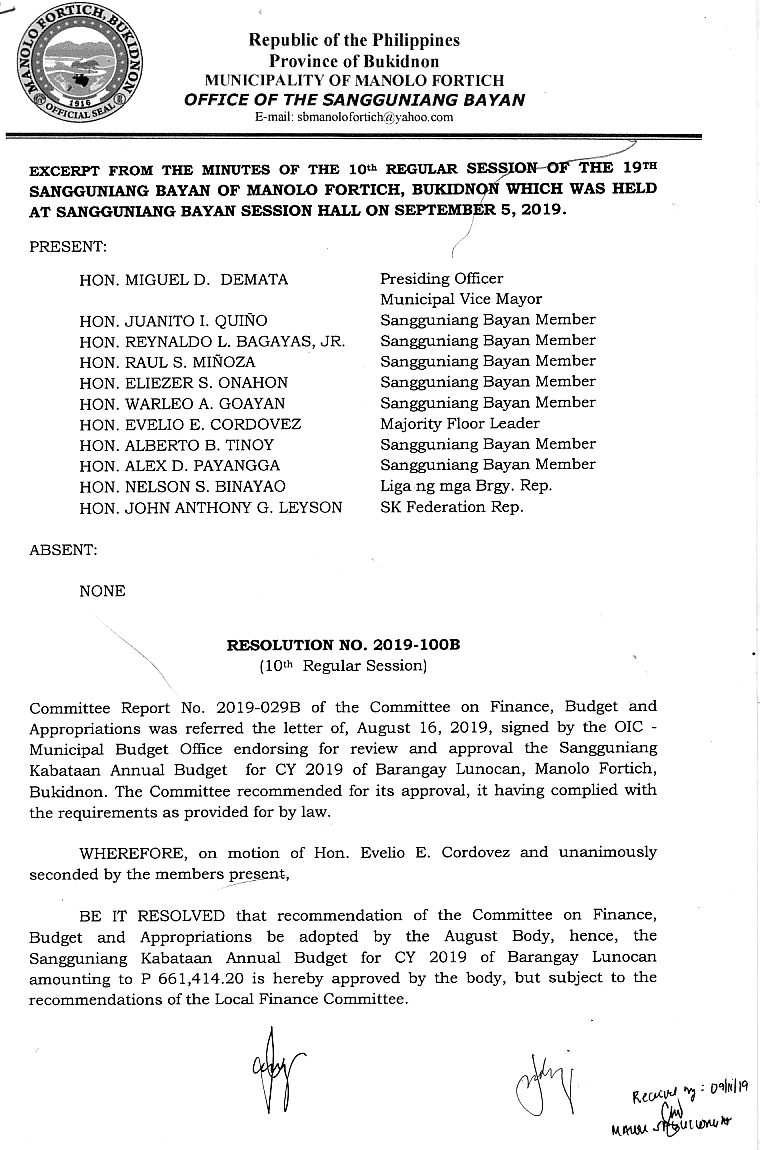 MANOLO FORTICH, BUKIDNON
1916
OFFICIAL SEAL
Republic of the Philippines
Province of Bukidnon
MUNICIPALITY OF MANOLO FORTICH
OFFICE OF THE SANGGUNIANG BAYAN
E-mail: sbmanolofortich@yahoo.com
EXCERPT FROM THE MINUTES OF THE 10th REGULAR SESSION OF THE 19TH
SANGGUNIANG BAYAN OF MANOLO FORTICH, BUKIDNON WHICH WAS HELD
AT SANGGUNIANG BAYAN SESSION HALL ON SEPTEMBER 5, 2019.
PRESENT:
HON. MIGUEL D. DEMATA Presiding Officer
Municipal Vice Mayor
HON. JUANITO I. QUIÑO Sangguniang Bayan Member
HON. REYNALDO L. BAGAYAS, JR. Sangguniang Bayan Member
HON. RAUL S. MIÑOZA Sangguniang Bayan Member
HON. ELIEZER S. ONAHON Sangguniang Bayan Member
HON. WARLEO A. GOAYAN Sangguniang Bayan Member
HON. EVELIO E. CORDOVEZ Majority Floor Leader
HON. ALBERTO B. TINOY Sangguniang Bayan Member
HON. ALEX D. PAYANGGA Sangguniang Bayan Member
HON. NELSON S. BINAYAO Liga ng mga Brgy. Rep.
HON. JOHN ANTHONY G. LEYSON SK Federation Rep.
ABSENT:
NONE
RESOLUTION NO. 2019-100B
(10th Regular Session)
Committee Report No. 2019-029B of the Committee on Finance, Budget and
Appropriations was referred the letter of, August 16, 2019, signed by the OIC -
Municipal Budget Office endorsing for review and approval the Sangguniang
Kabataan Annual Budget for CY 2019 of Barangay Lunocan, Manolo Fortich,
Bukidnon. The Committee recommended for its approval, it having complied with
the requirements as provided for by law.
WHEREFORE, on motion of Hon. Evelio E. Cordovez and unanimously
seconded by the members present,
BE IT RESOLVED that recommendation of the Committee on Finance,
Budget and Appropriations be adopted by the August Body, hence, the
Sangguniang Kabataan Annual Budget for CY 2019 of Barangay Lunocan
amounting to P 661,414.20 is hereby approved by the body, but subject to the
recommendations of the Local Finance Committee.
Received by: 09/11/19